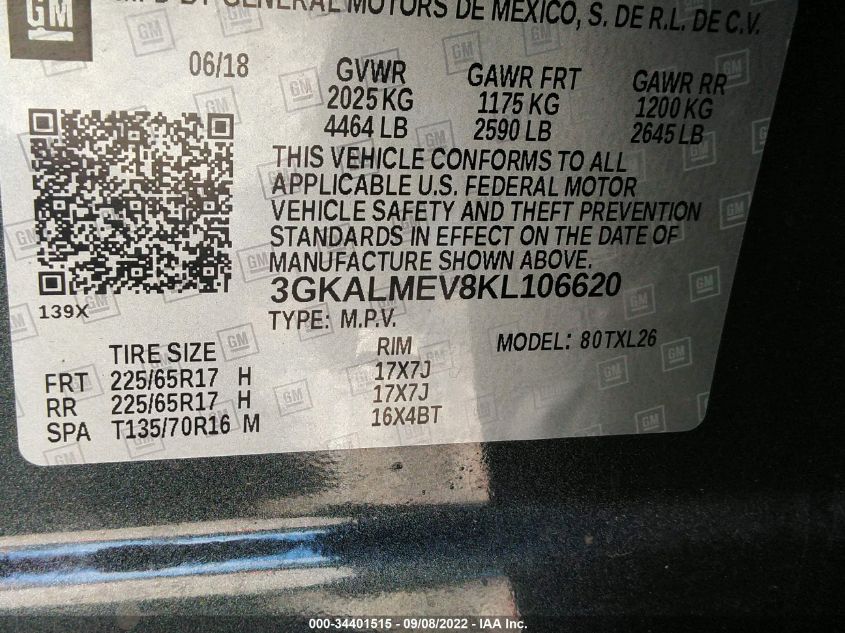 GM
BY GENERAL MOTORS DE MEXICO, S. DE R.L. DE C.V.
06/18 GVWR GAWR FRT GAWR RR
2025 KG 1175 KG 1200 KG
4464 LB 2590 LB 2645 LB
THIS VEHICLE CONFORMS TO ALL
APPLICABLE U.S. FEDERAL MOTOR
VEHICLE SAFETY AND THEFT PREVENTION
STANDARDS IN EFFECT ON THE DATE OF
MANUFACTURE SHOWN ABOVE.
3GKALMEV8KL106620
139X
TYPE: M.P.V. MODEL: 80TXL26
TIRE SIZE RIM
FRT 225/65R17 H 17X7J
RR 225/65R17 H 17X7J
SPA T135/70R16 M 16X4BT
000-34401515 - 09/08/2022 - IAA Inc.